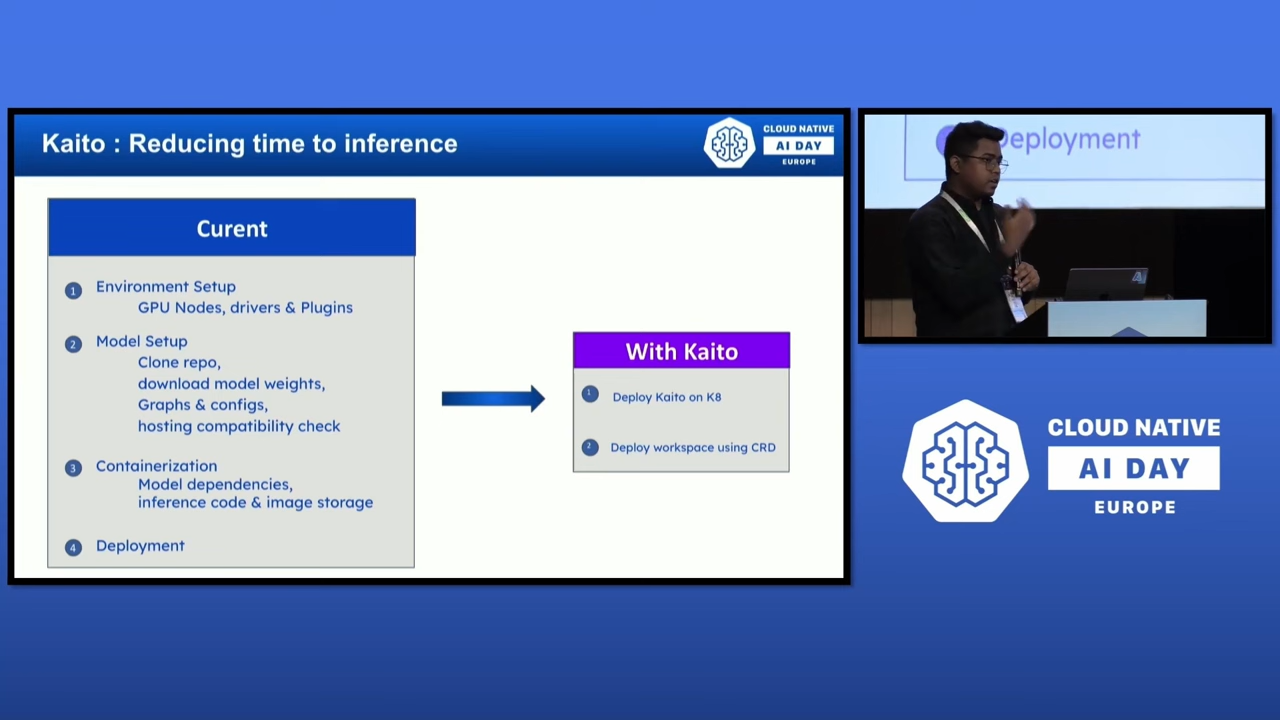 Kaito : Reducing time to inference
CLOUD NATIVE
AI DAY
EUROPE
Curent
1 Environment Setup
GPU Nodes, drivers & Plugins
2 Model Setup
Clone repo,
download model weights,
Graphs & configs,
hosting compatibility check
3 Containerization
Model dependencies,
inference code & image storage
4 Deployment
With Kaito
1 Deploy Kaito on K8
2 Deploy workspace using CRD
Deployment
CLOUD NATIVE
AI DAY
EUROPE